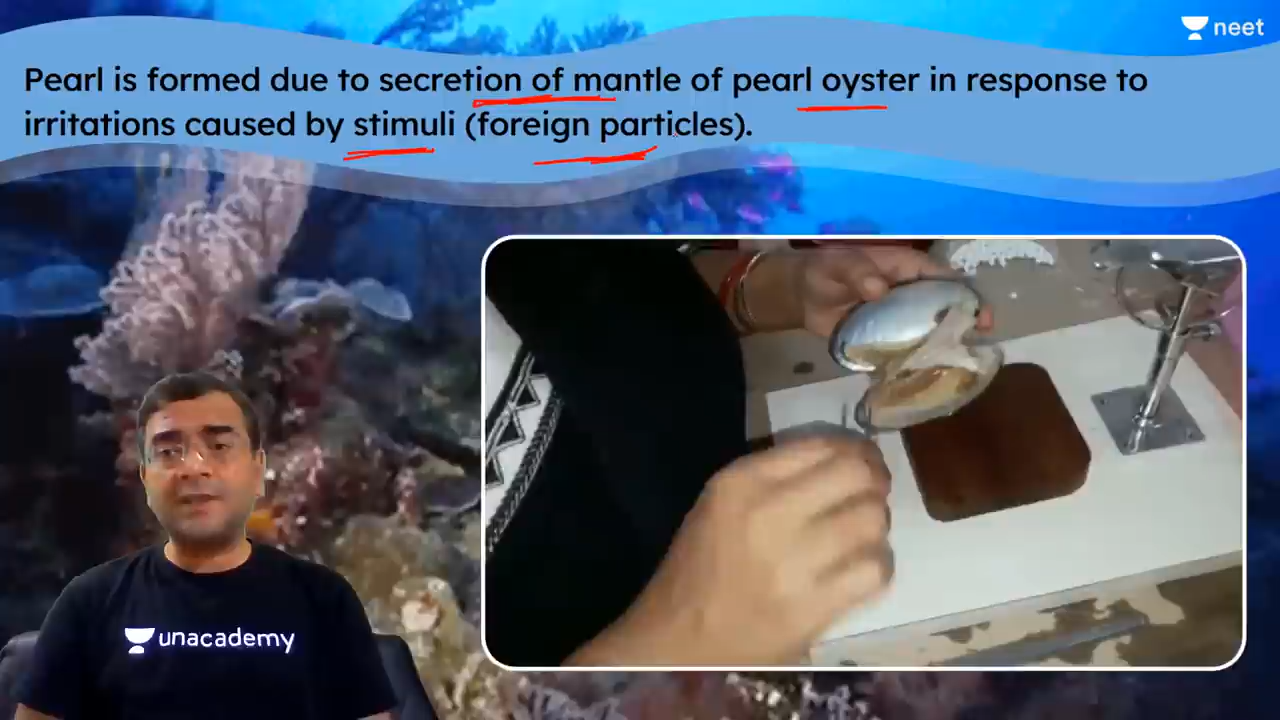 neet
Pearl is formed due to secretion of mantle of pearl oyster in response to
irritations caused by stimuli (foreign particles).
unacademy